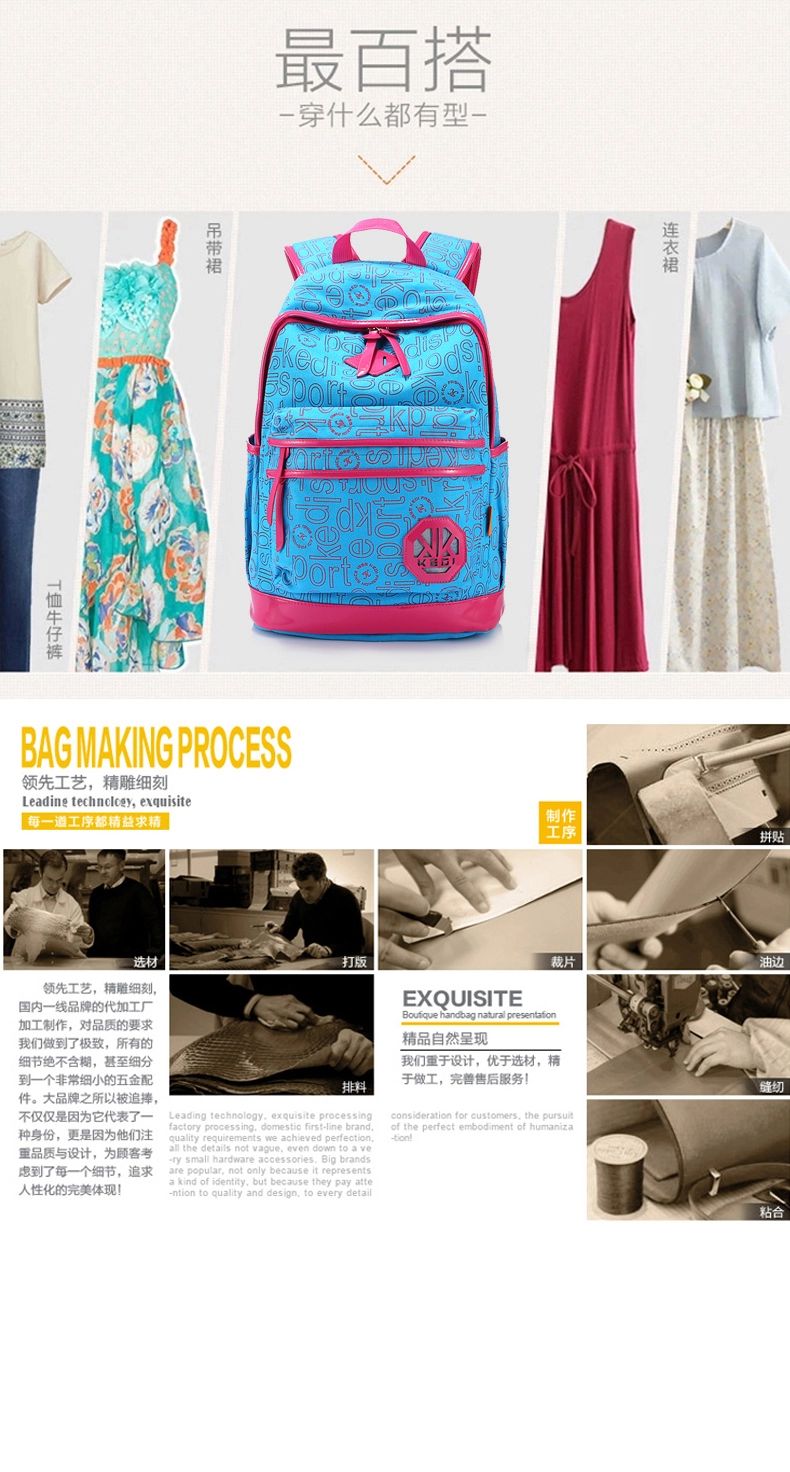 最百搭
-穿什么都有型-
吊带裙
连衣裙
T恤牛仔裤
KEDI
BAG MAKING PROCESS
领先工艺，精雕细刻
Leading technology, exquisite
每一道工序都精益求精
制作
工序
拼贴
选材
打版
裁片
油边
领先工艺，精雕细刻，
国内一线品牌的代加工厂
加工制作，对品质的要求
我们做到了极致，所有的
细节绝不含糊，甚至细分
到一个非常细小的五金配
件。大品牌之所以被追捧，
不仅仅是因为它代表了一
种身份，更是因为他们注
重品质与设计，为顾客考
虑到了每一个细节，追求
人性化的完美体现！
排料
EXQUISITE
Boutique handbag natural presentation
精品自然呈现
我们重于设计，优于选材，精
于做工，完善售后服务！
缝纫
Leading technology, exquisite processing
factory processing, domestic first-line brand,
quality requirements we achieved perfection,
all the details not vague, even down to a ve
-ry small hardware accessories. Big brands
are popular, not only because it represents
a kind of identity, but because they pay atte
-ntion to quality and design, to every detail
consideration for customers, the pursuit
of the perfect embodiment of humaniza
-tion!
粘合